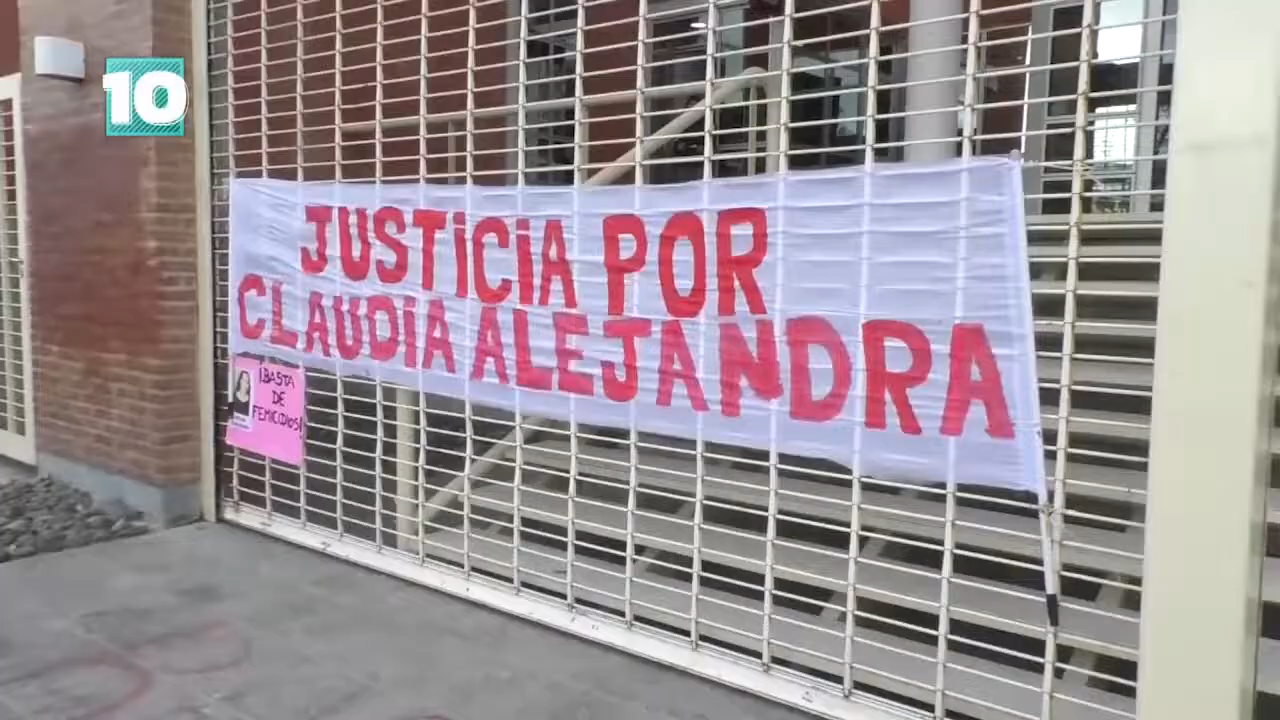 10
JUSTICIA POR
CLAUDIA ALEJANDRA
¡BASTA
DE
FEMICIDIOS!